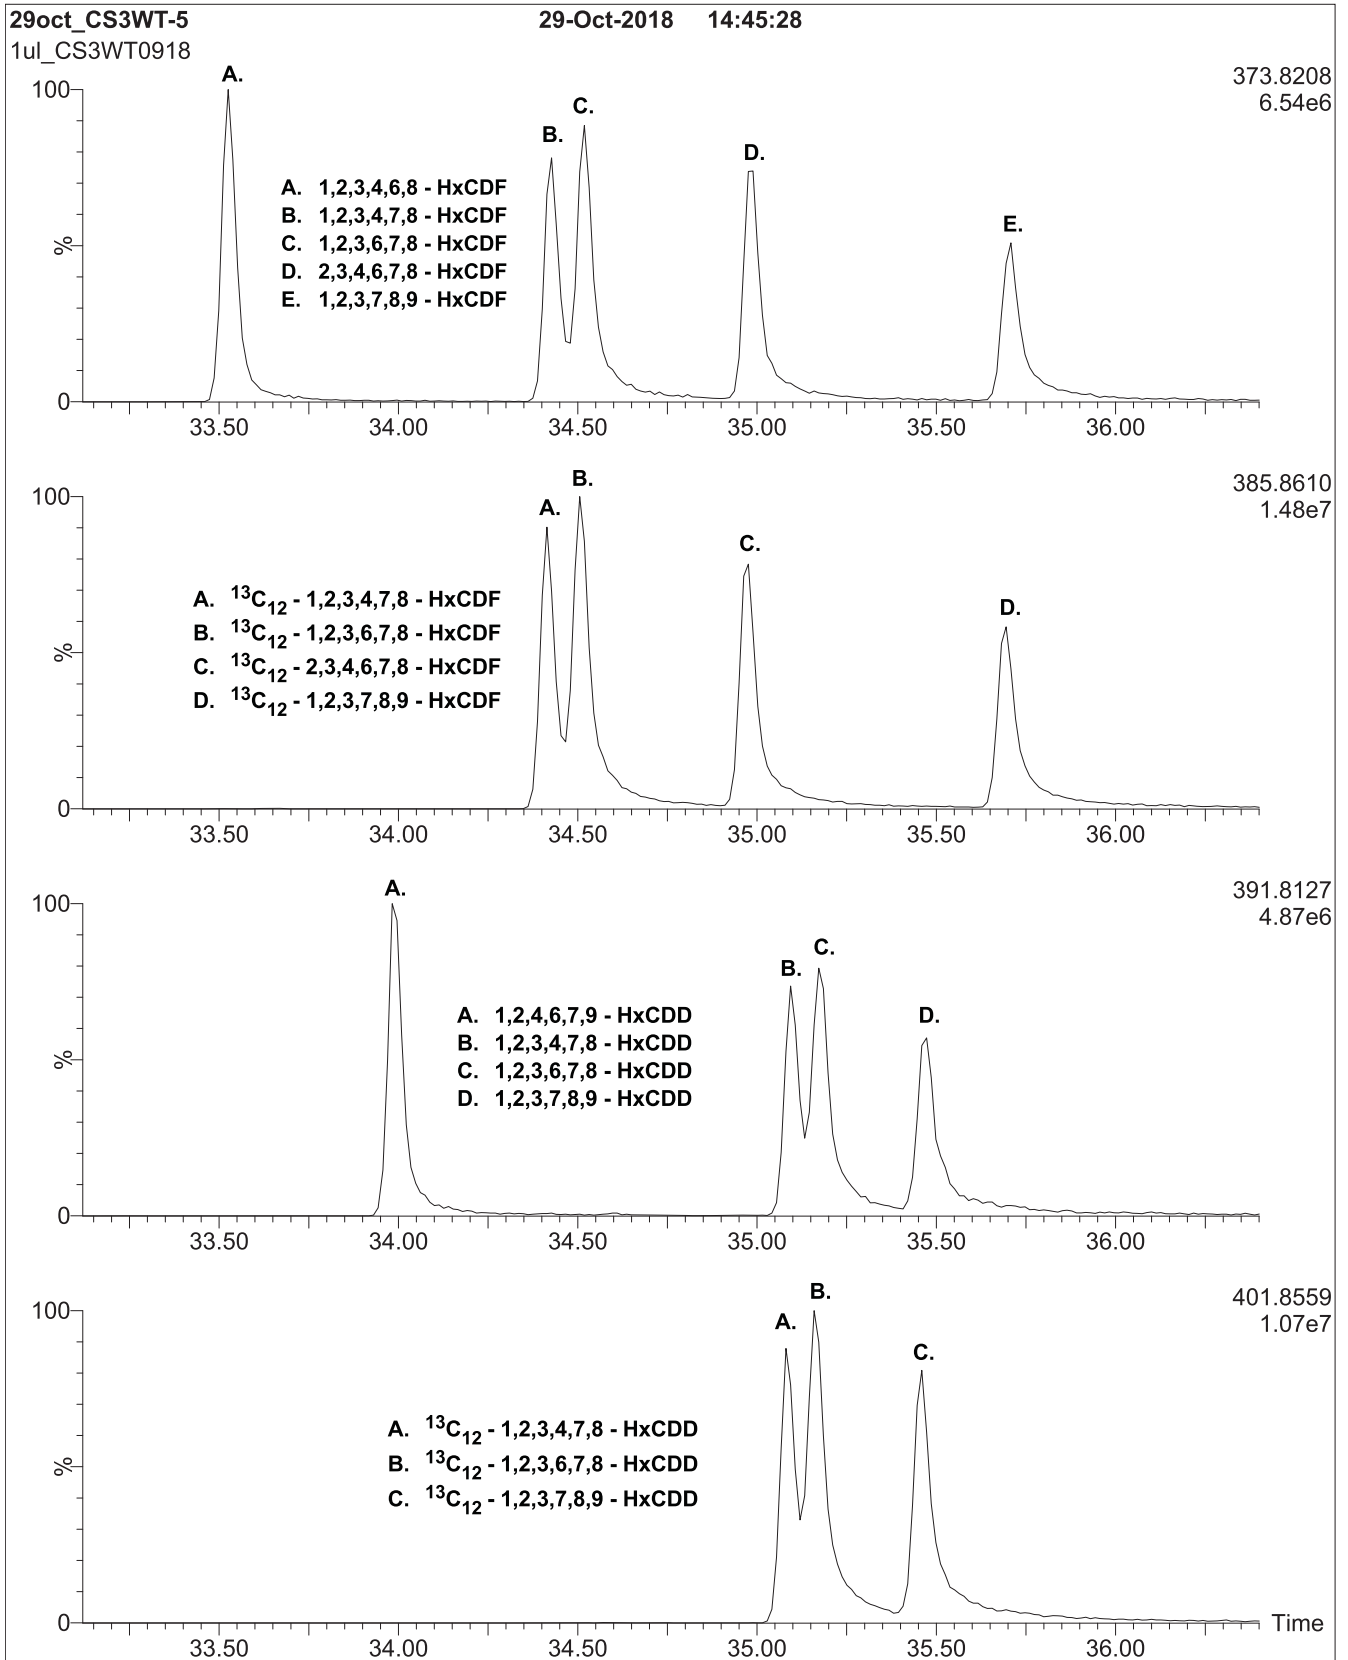 29oct_CS3WT-5 29-Oct-2018 14:45:28
1ul_CS3WT0918
373.8208
6.54e6
100
%
0
A.
B.
C.
D.
E.
A. 1,2,3,4,6,8 - HxCDF
B. 1,2,3,4,7,8 - HxCDF
C. 1,2,3,6,7,8 - HxCDF
D. 2,3,4,6,7,8 - HxCDF
E. 1,2,3,7,8,9 - HxCDF
33.50 34.00 34.50 35.00 35.50 36.00
385.8610
1.48e7
100
%
0
A.
B.
C.
D.
A. ¹³C₁₂ - 1,2,3,4,7,8 - HxCDF
B. ¹³C₁₂ - 1,2,3,6,7,8 - HxCDF
C. ¹³C₁₂ - 2,3,4,6,7,8 - HxCDF
D. ¹³C₁₂ - 1,2,3,7,8,9 - HxCDF
33.50 34.00 34.50 35.00 35.50 36.00
391.8127
4.87e6
100
%
0
A.
B.
C.
D.
A. 1,2,4,6,7,9 - HxCDD
B. 1,2,3,4,7,8 - HxCDD
C. 1,2,3,6,7,8 - HxCDD
D. 1,2,3,7,8,9 - HxCDD
33.50 34.00 34.50 35.00 35.50 36.00
401.8559
1.07e7
100
%
0
A.
B.
C.
A. ¹³C₁₂ - 1,2,3,4,7,8 - HxCDD
B. ¹³C₁₂ - 1,2,3,6,7,8 - HxCDD
C. ¹³C₁₂ - 1,2,3,7,8,9 - HxCDD
Time
33.50 34.00 34.50 35.00 35.50 36.00